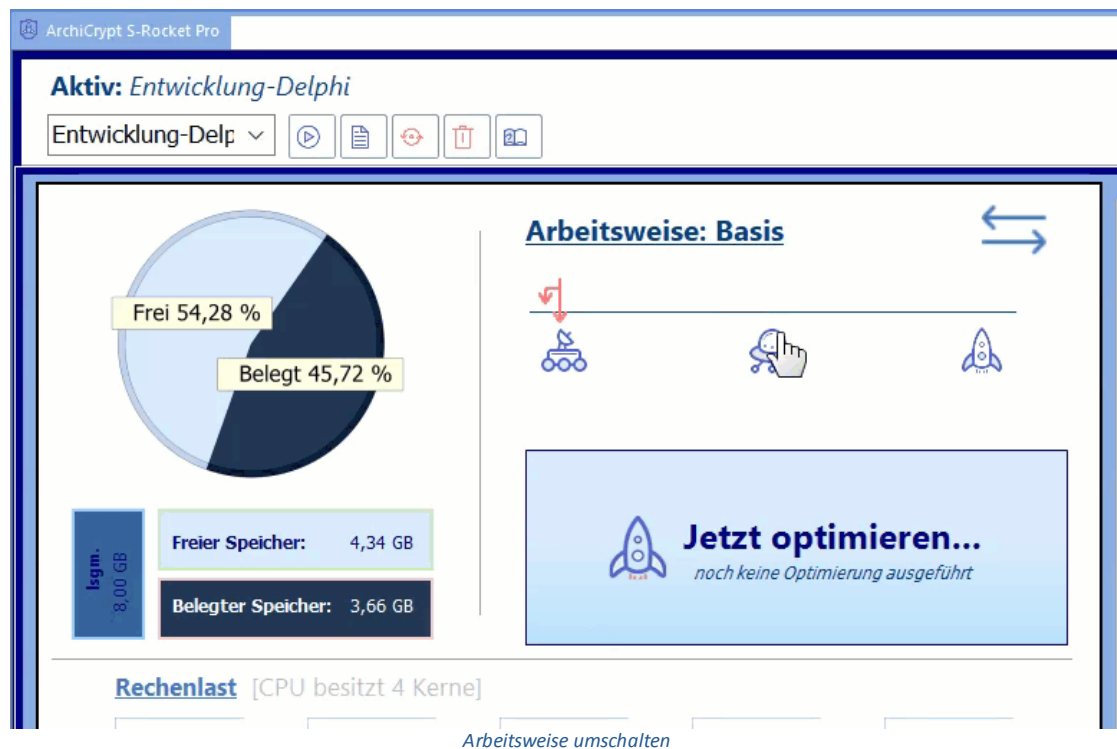 ArchiCrypt S-Rocket Pro
Aktiv: Entwicklung-Delphi
Entwicklung-Delp
Arbeitsweise: Basis
Frei 54,28 %
Belegt 45,72 %
Jetzt optimieren...
noch keine Optimierung ausgeführt
Isgm.
8,00 GB
Freier Speicher: 4,34 GB
Belegter Speicher: 3,66 GB
Rechenlast [CPU besitzt 4 Kerne]
Arbeitsweise umschalten